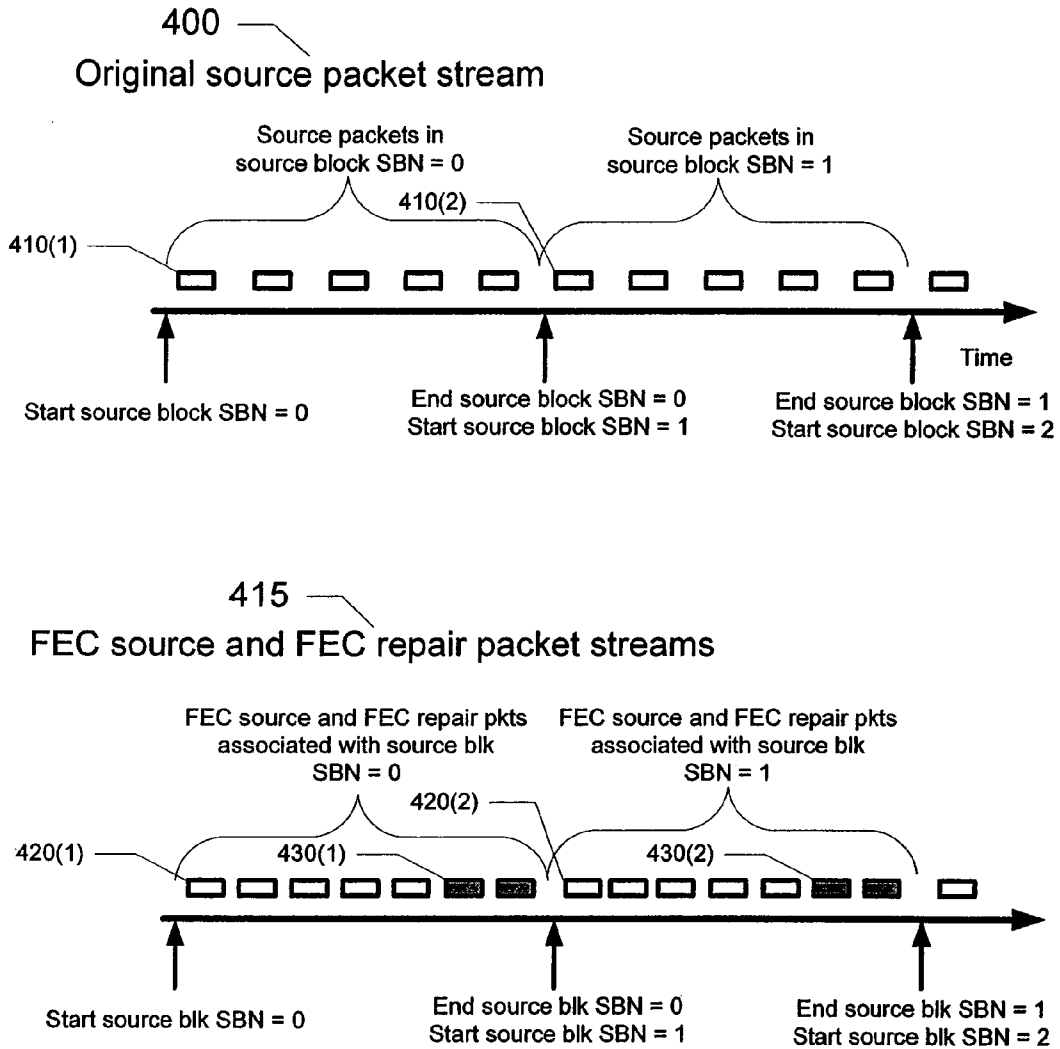 400
Original source packet stream
Source packets in
source block SBN = 0
Source packets in
source block SBN = 1
410(1)
410(2)
Time
Start source block SBN = 0
End source block SBN = 0
Start source block SBN = 1
End source block SBN = 1
Start source block SBN = 2
415
FEC source and FEC repair packet streams
FEC source and FEC repair pkts
associated with source blk
SBN = 0
FEC source and FEC repair pkts
associated with source blk
SBN = 1
420(1)
430(1)
420(2)
430(2)
Start source blk SBN = 0
End source blk SBN = 0
Start source blk SBN = 1
End source blk SBN = 1
Start source blk SBN = 2